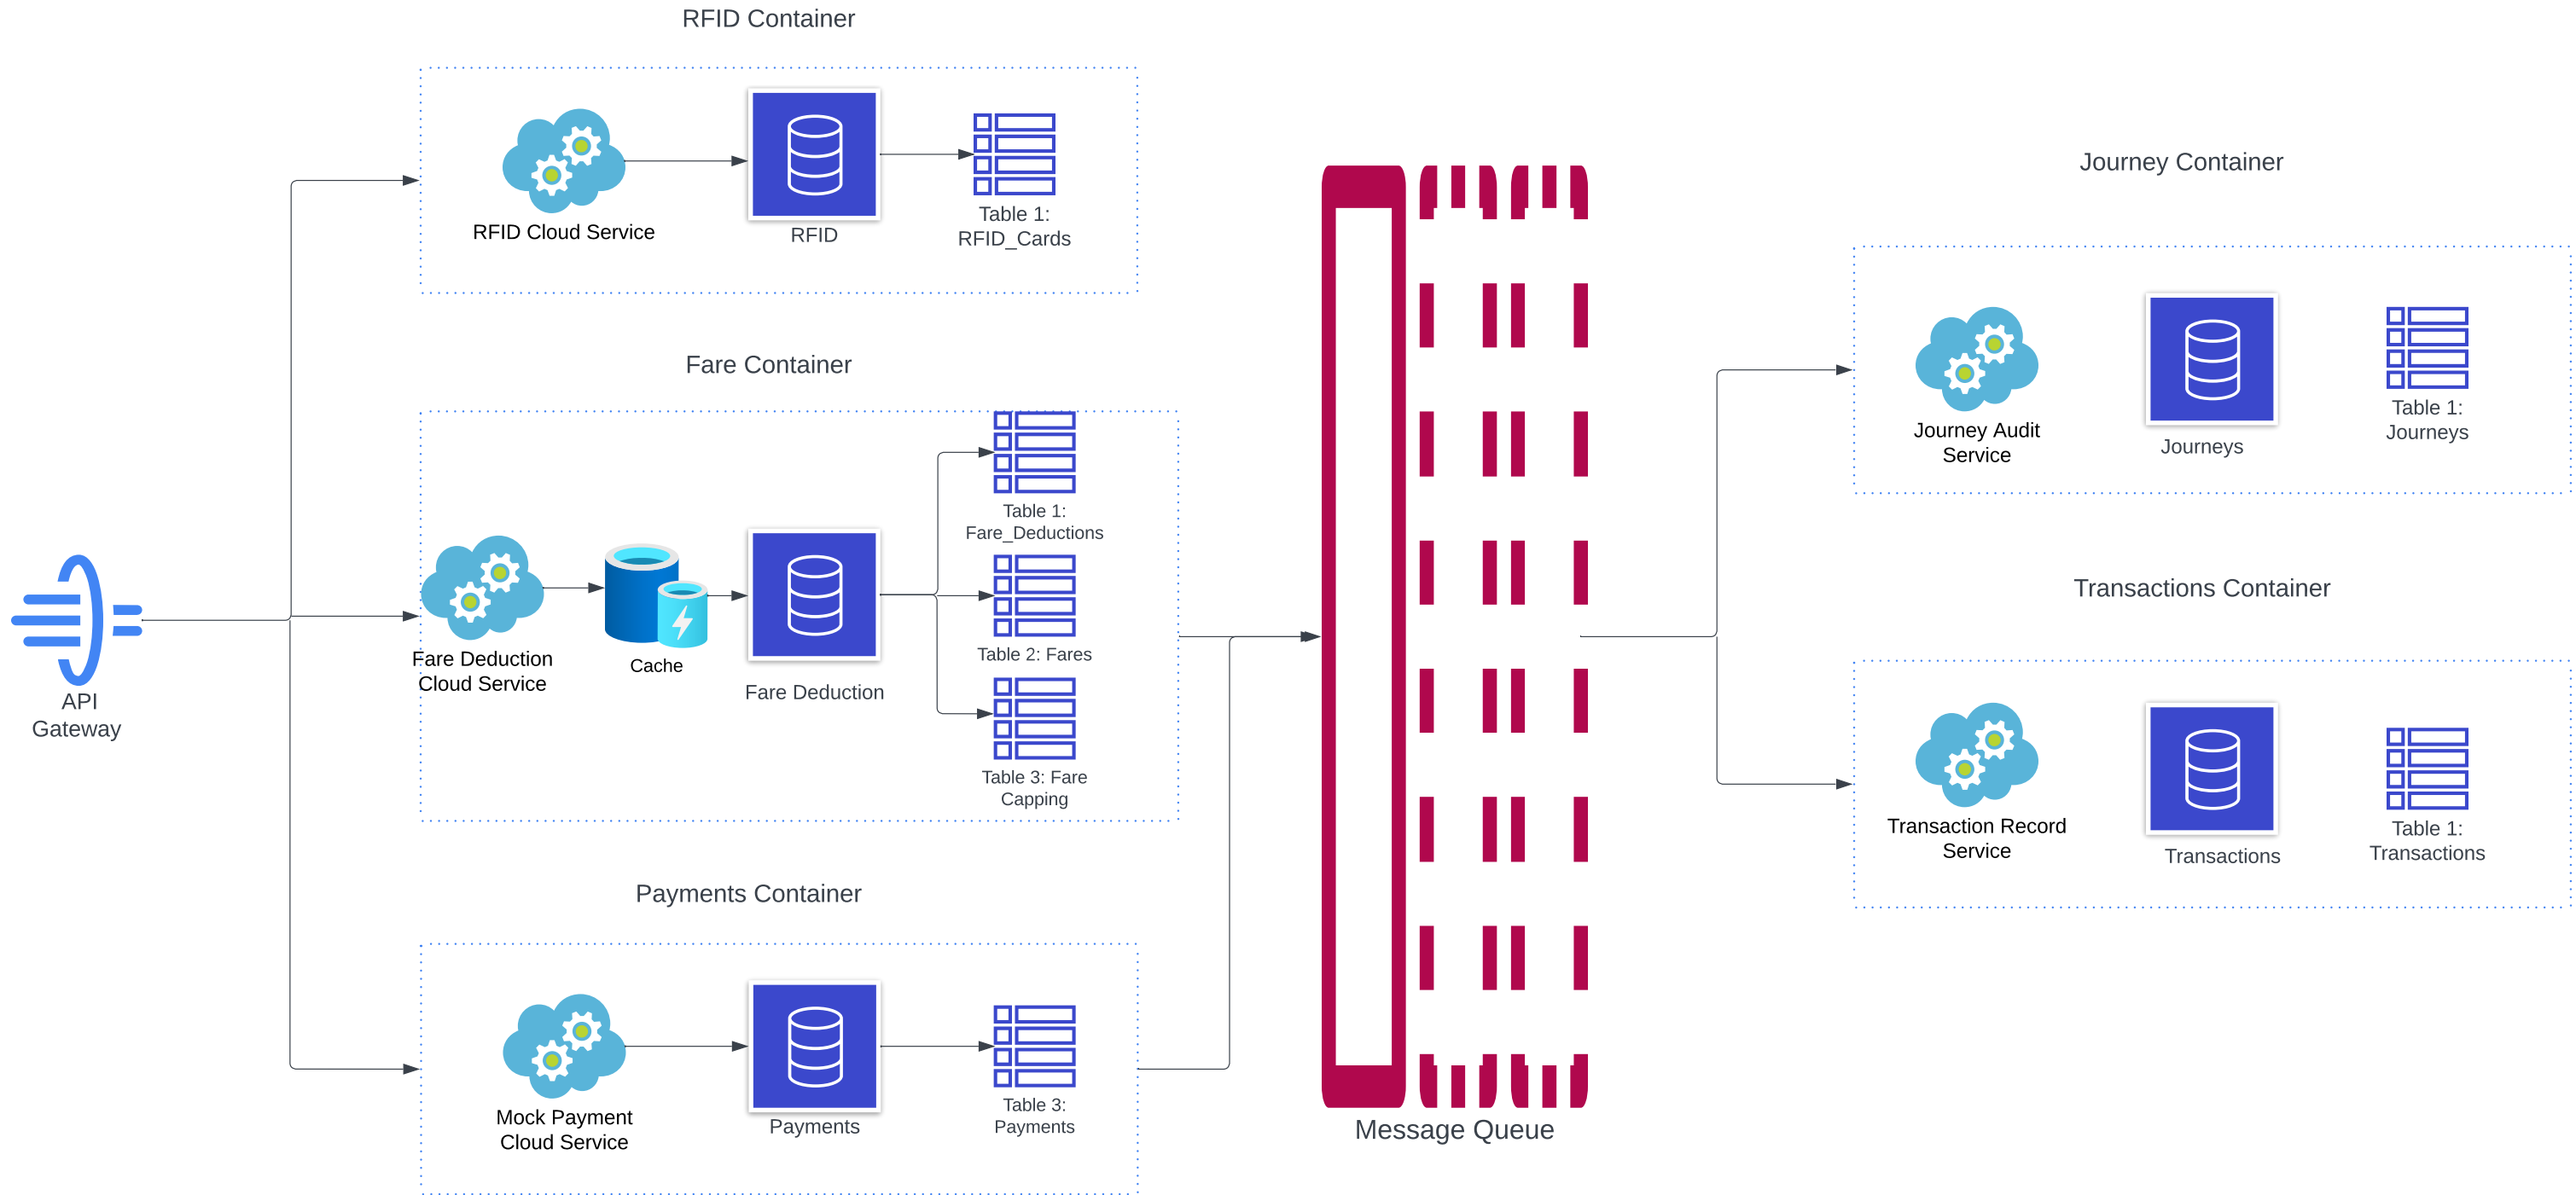 RFID Container
RFID Cloud Service
RFID
Table 1:
RFID_Cards
Fare Container
Fare Deduction
Cloud Service
Cache
Fare Deduction
Table 1:
Fare_Deductions
Table 2: Fares
Table 3: Fare
Capping
API
Gateway
Payments Container
Mock Payment
Cloud Service
Payments
Table 3:
Payments
Message Queue
Journey Container
Journey Audit
Service
Journeys
Table 1:
Journeys
Transactions Container
Transaction Record
Service
Transactions
Table 1:
Transactions